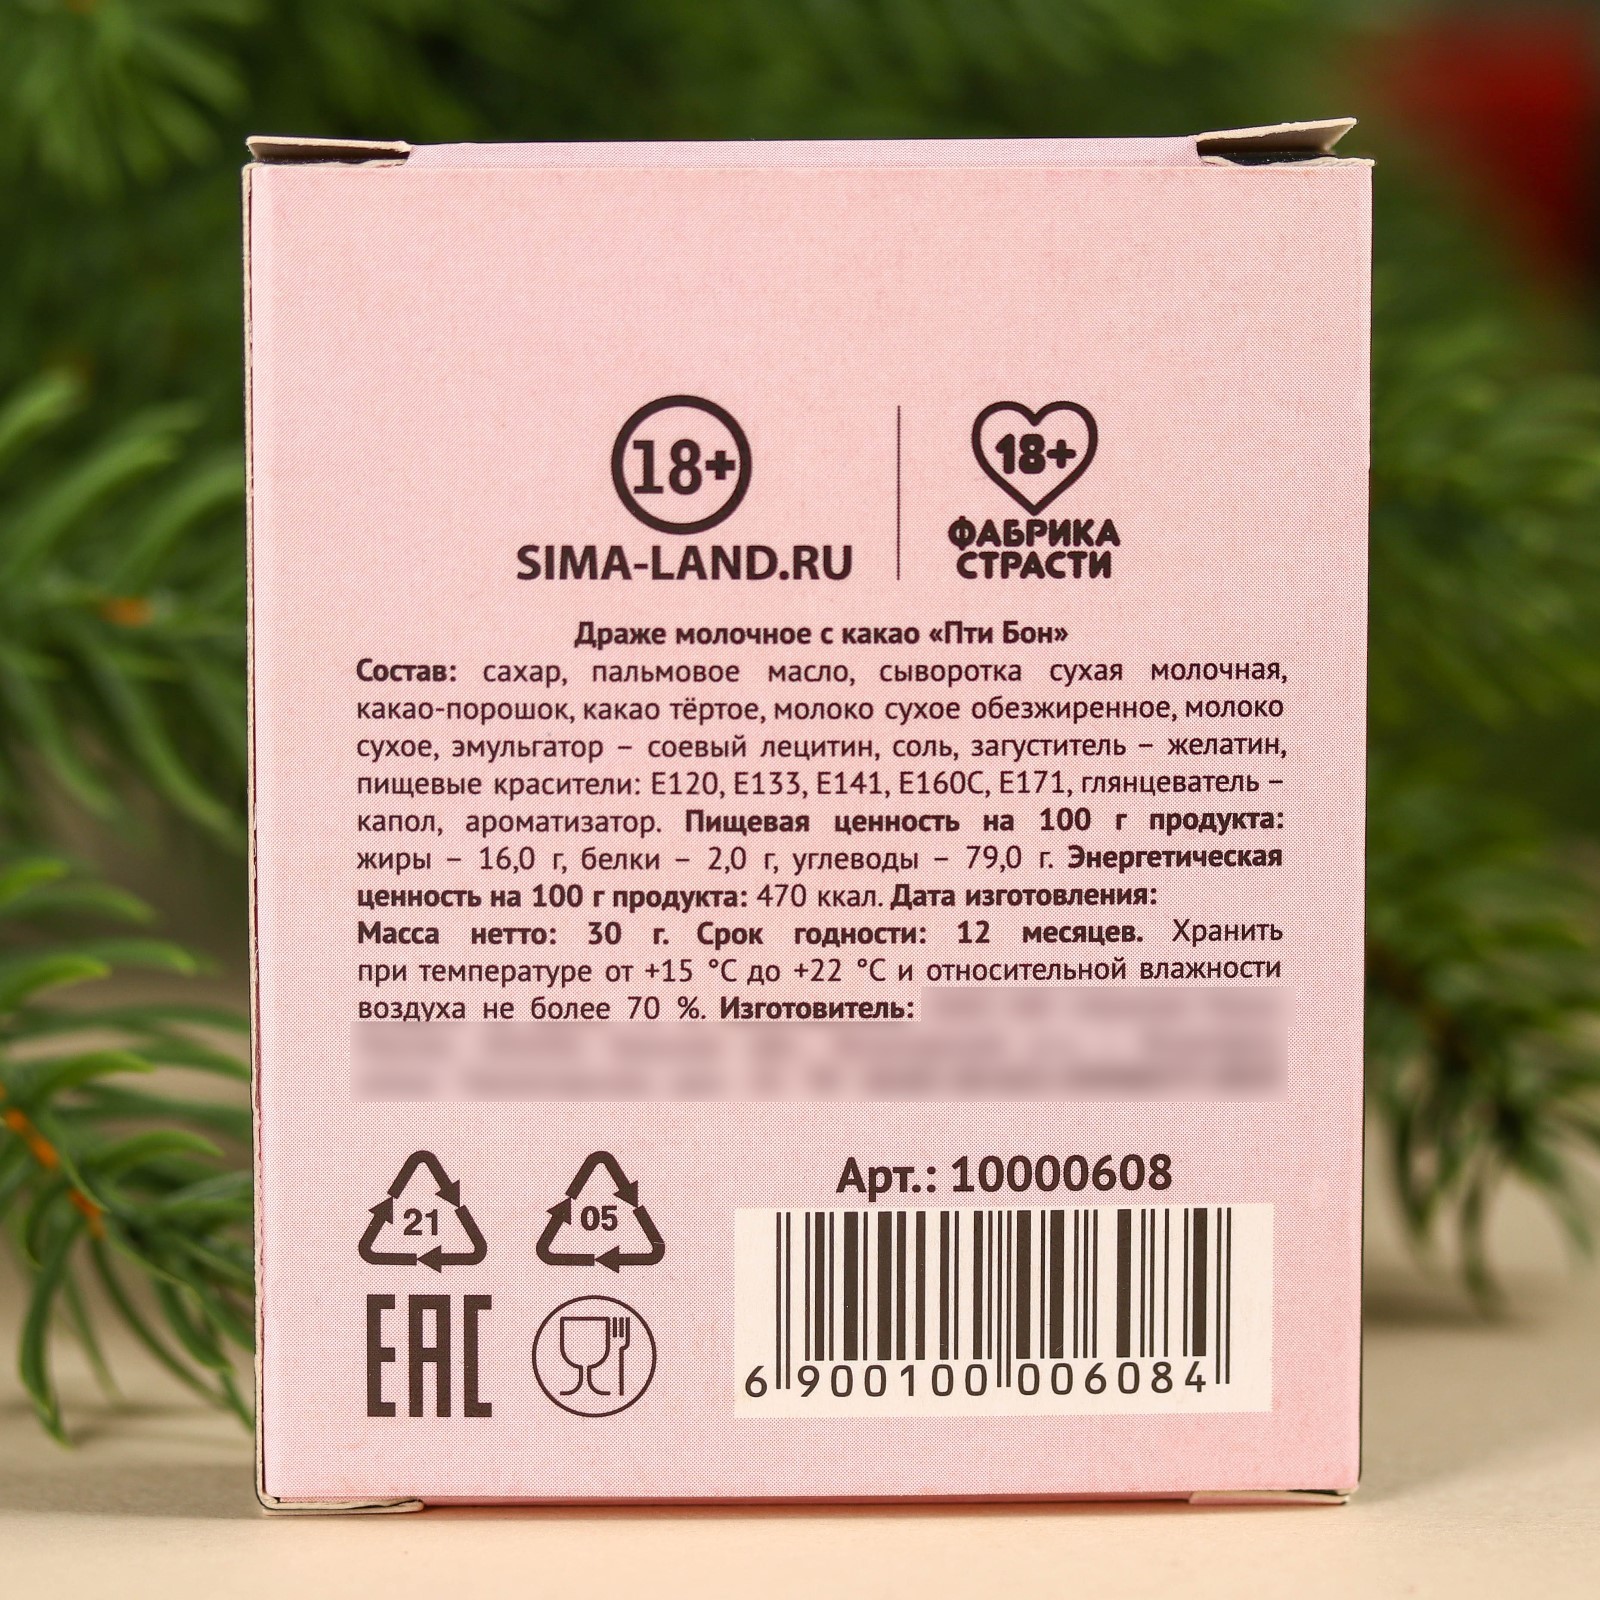 18+
SIMA-LAND.RU
18+
ФАБРИКА
СТРАСТИ
Драже молочное с какао «Пти Бон»
Состав: сахар, пальмовое масло, сыворотка сухая молочная,
какао-порошок, какао тёртое, молоко сухое обезжиренное, молоко
сухое, эмульгатор – соевый лецитин, соль, загуститель – желатин,
пищевые красители: Е120, Е133, Е141, Е160С, Е171, глянцеватель –
капол, ароматизатор. Пищевая ценность на 100 г продукта:
жиры – 16,0 г, белки – 2,0 г, углеводы – 79,0 г. Энергетическая
ценность на 100 г продукта: 470 ккал. Дата изготовления:
Масса нетто: 30 г. Срок годности: 12 месяцев. Хранить
при температуре от +15 °С до +22 °С и относительной влажности
воздуха не более 70 %. Изготовитель:
21
05
EAC
Арт.: 10000608
6 900100 006084